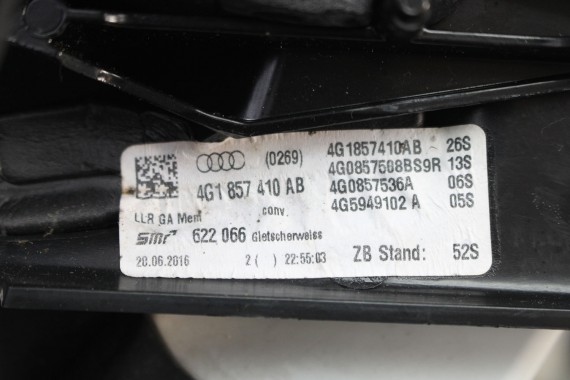 (0269)
4G1 857 410 AB
LLR GA Mem conv.
SMR 622 066 Gletscherweiss
28.06.2016 2 ( ) 22:55:03
4G1857410AB 26S
4G0857508BS9R 13S
4G0857536A 06S
4G5949102 A 05S
ZB Stand: 52S